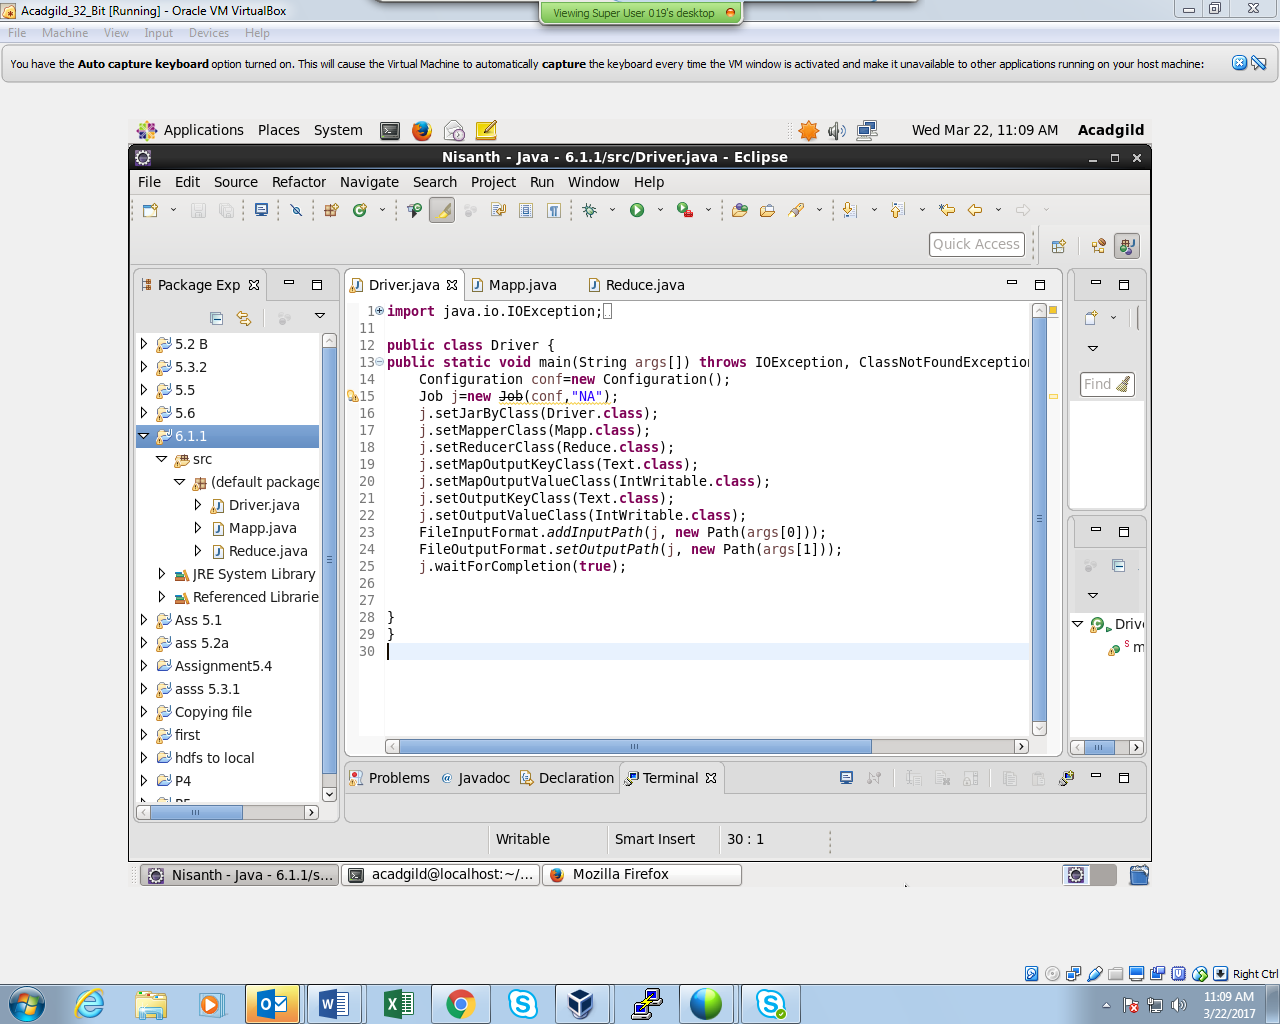 Acadgild_32_Bit [Running] - Oracle VM VirtualBox
Viewing Super User 019's desktop
File Machine View Input Devices Help
You have the Auto capture keyboard option turned on. This will cause the Virtual Machine to automatically capture the keyboard every time the VM window is activated and make it unavailable to other applications running on your host machine:
Applications Places System
Wed Mar 22, 11:09 AM Acadgild
Nisanth - Java - 6.1.1/src/Driver.java - Eclipse
File Edit Source Refactor Navigate Search Project Run Window Help
Quick Access
Package Exp
5.2 B
5.3.2
5.5
5.6
6.1.1
src
(default package
Driver.java
Mapp.java
Reduce.java
JRE System Library
Referenced Librarie
Ass 5.1
ass 5.2a
Assignment5.4
asss 5.3.1
Copying file
first
hdfs to local
P4
Driver.java Mapp.java Reduce.java
1 import java.io.IOException;
11
12 public class Driver {
13 public static void main(String args[]) throws IOException, ClassNotFoundException
14 Configuration conf=new Configuration();
15 Job j=new Job(conf,"NA");
16 j.setJarByClass(Driver.class);
17 j.setMapperClass(Mapp.class);
18 j.setReducerClass(Reduce.class);
19 j.setMapOutputKeyClass(Text.class);
20 j.setMapOutputValueClass(IntWritable.class);
21 j.setOutputKeyClass(Text.class);
22 j.setOutputValueClass(IntWritable.class);
23 FileInputFormat.addInputPath(j, new Path(args[0]));
24 FileOutputFormat.setOutputPath(j, new Path(args[1]));
25 j.waitForCompletion(true);
26
27
28 }
29 }
30
Find
Drive
m
Problems Javadoc Declaration Terminal
Writable Smart Insert 30 : 1
Nisanth - Java - 6.1.1/s... acadgild@localhost:~/... Mozilla Firefox
Right Ctrl
11:09 AM
3/22/2017